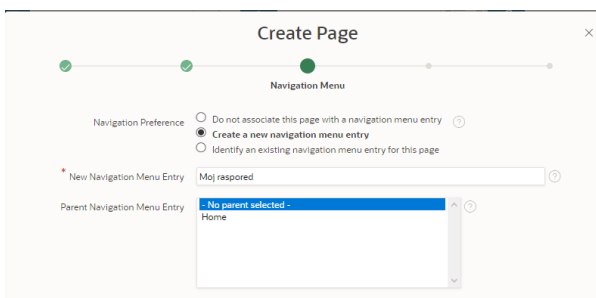 Create Page
Navigation Menu
Navigation Preference
Do not associate this page with a navigation menu entry
Create a new navigation menu entry
Identify an existing navigation menu entry for this page
* New Navigation Menu Entry Moj raspored
Parent Navigation Menu Entry - No parent selected -
Home